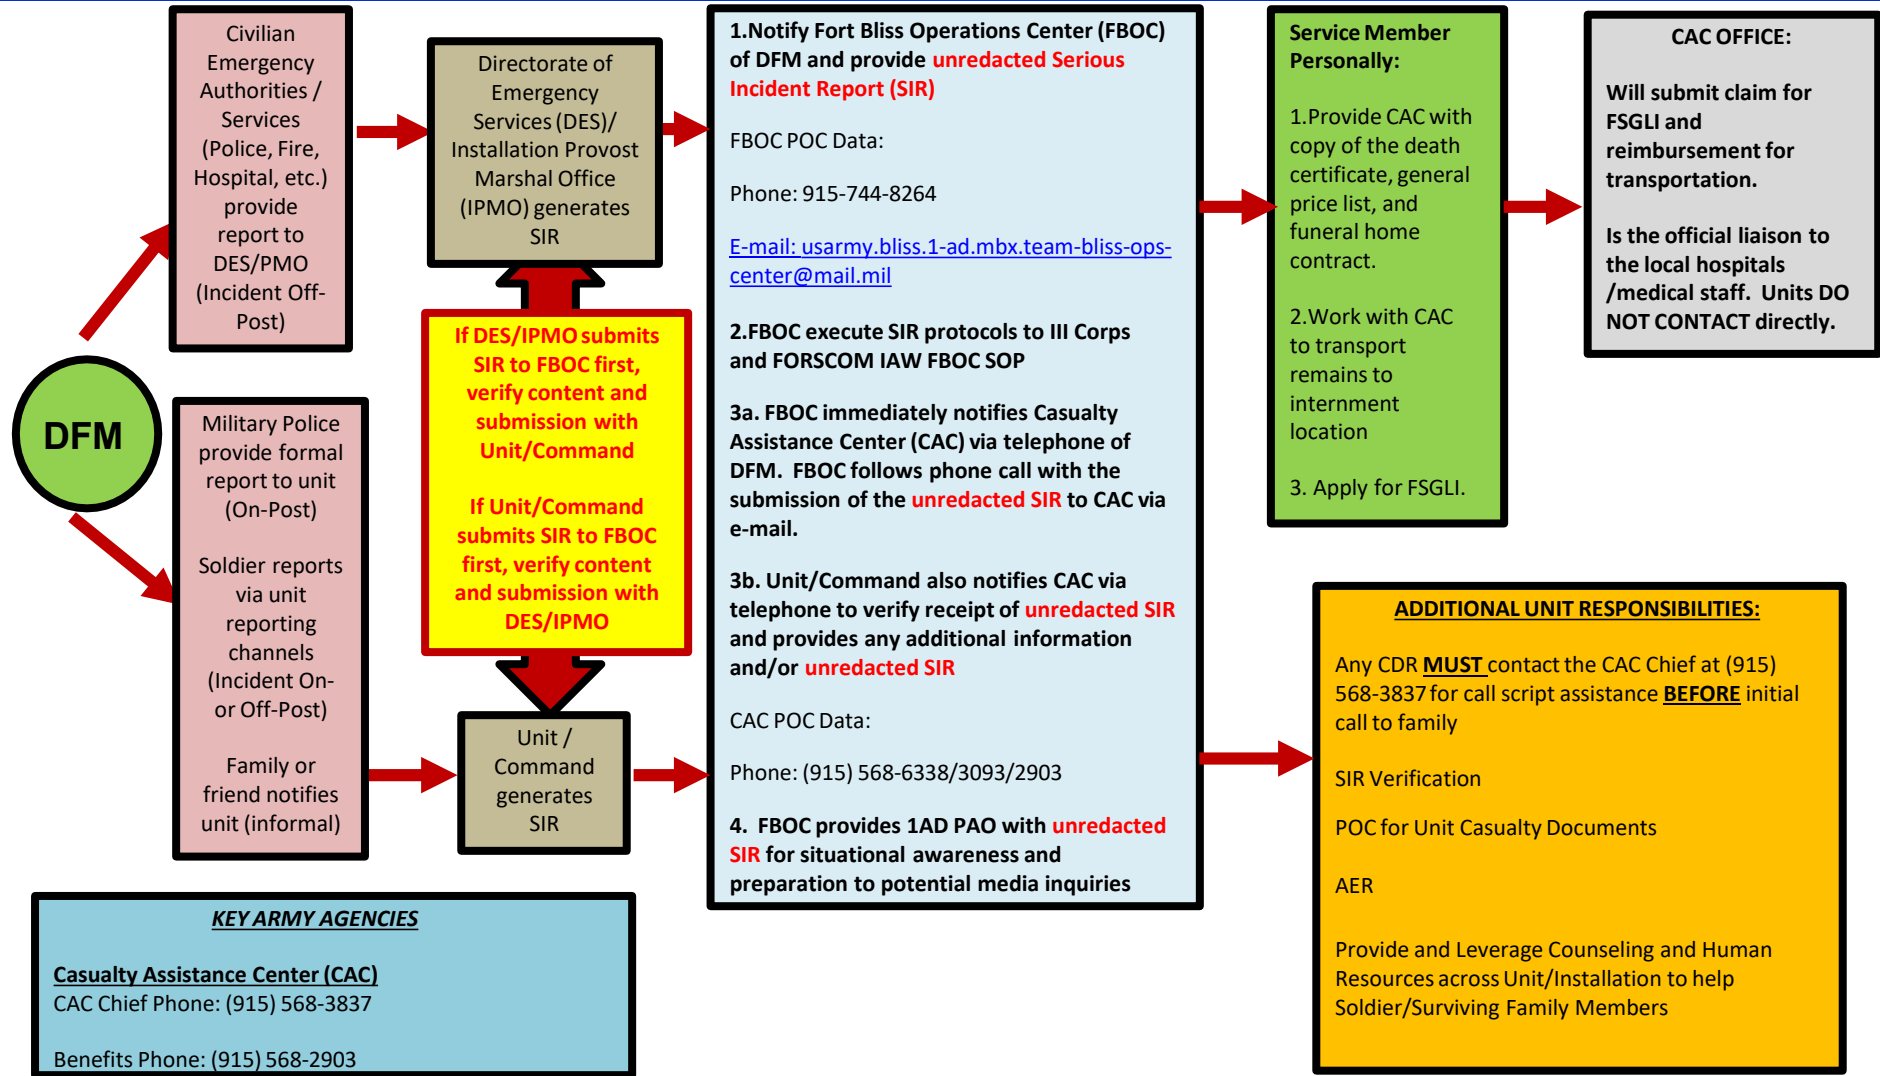 DFM
Civilian
Emergency
Authorities /
Services
(Police, Fire,
Hospital, etc.)
provide
report to
DES/PMO
(Incident Off-
Post)
Military Police
provide formal
report to unit
(On-Post)
Soldier reports
via unit
reporting
channels
(Incident On-
or Off-Post)
Family or
friend notifies
unit (informal)
Directorate of
Emergency
Services (DES)/
Installation Provost
Marshal Office
(IPMO) generates
SIR
If DES/IPMO submits
SIR to FBOC first,
verify content and
submission with
Unit/Command
If Unit/Command
submits SIR to FBOC
first, verify content
and submission with
DES/IPMO
Unit /
Command
generates
SIR
1.Notify Fort Bliss Operations Center (FBOC)
of DFM and provide unredacted Serious
Incident Report (SIR)
FBOC POC Data:
Phone: 915-744-8264
E-mail: usarmy.bliss.1-ad.mbx.team-bliss-ops-
center@mail.mil
2.FBOC execute SIR protocols to III Corps
and FORSCOM IAW FBOC SOP
3a. FBOC immediately notifies Casualty
Assistance Center (CAC) via telephone of
DFM. FBOC follows phone call with the
submission of the unredacted SIR to CAC via
e-mail.
3b. Unit/Command also notifies CAC via
telephone to verify receipt of unredacted SIR
and provides any additional information
and/or unredacted SIR
CAC POC Data:
Phone: (915) 568-6338/3093/2903
4. FBOC provides 1AD PAO with unredacted
SIR for situational awareness and
preparation to potential media inquiries
Service Member
Personally:
1.Provide CAC with
copy of the death
certificate, general
price list, and
funeral home
contract.
2.Work with CAC
to transport
remains to
internment
location
3. Apply for FSGLI.
CAC OFFICE:
Will submit claim for
FSGLI and
reimbursement for
transportation.
Is the official liaison to
the local hospitals
/medical staff. Units DO
NOT CONTACT directly.
ADDITIONAL UNIT RESPONSIBILITIES:
Any CDR MUST contact the CAC Chief at (915)
568-3837 for call script assistance BEFORE initial
call to family
SIR Verification
POC for Unit Casualty Documents
AER
Provide and Leverage Counseling and Human
Resources across Unit/Installation to help
Soldier/Surviving Family Members
KEY ARMY AGENCIES
Casualty Assistance Center (CAC)
CAC Chief Phone: (915) 568-3837
Benefits Phone: (915) 568-2903